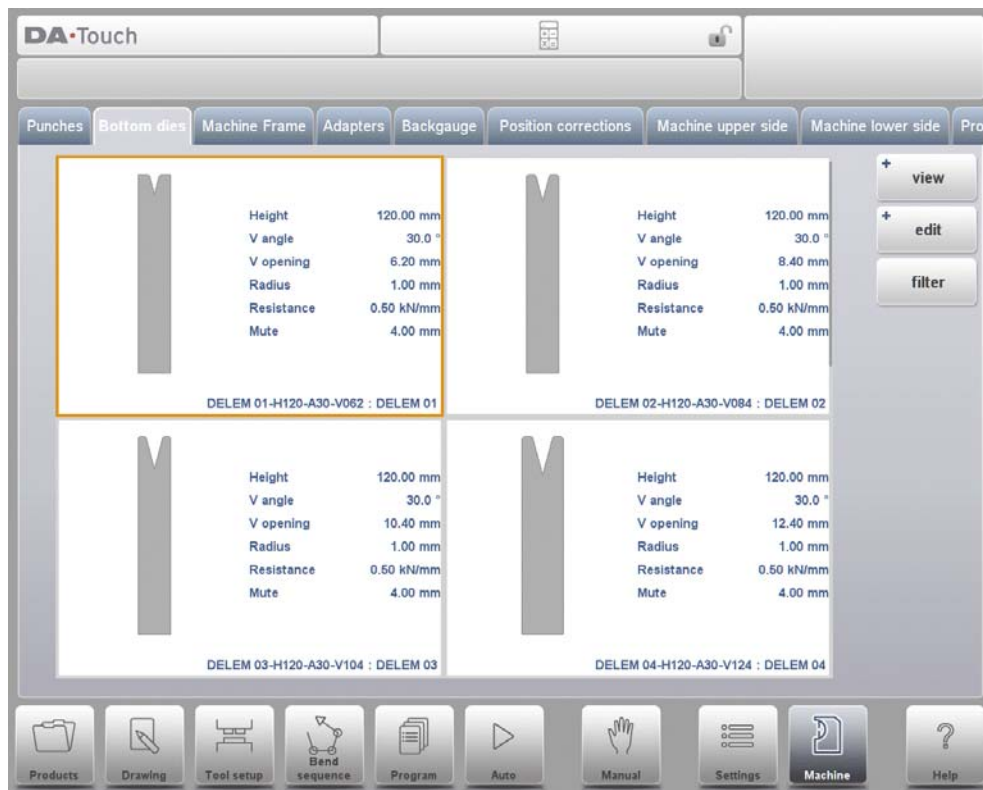 DA·Touch
Punches Bottom dies Machine Frame Adapters Backgauge Position corrections Machine upper side Machine lower side Pro
Height 120.00 mm
V angle 30.0 °
V opening 6.20 mm
Radius 1.00 mm
Resistance 0.50 kN/mm
Mute 4.00 mm
DELEM 01-H120-A30-V062 : DELEM 01
Height 120.00 mm
V angle 30.0 °
V opening 8.40 mm
Radius 1.00 mm
Resistance 0.50 kN/mm
Mute 4.00 mm
DELEM 02-H120-A30-V084 : DELEM 02
Height 120.00 mm
V angle 30.0 °
V opening 10.40 mm
Radius 1.00 mm
Resistance 0.50 kN/mm
Mute 4.00 mm
DELEM 03-H120-A30-V104 : DELEM 03
Height 120.00 mm
V angle 30.0 °
V opening 12.40 mm
Radius 1.00 mm
Resistance 0.50 kN/mm
Mute 4.00 mm
DELEM 04-H120-A30-V124 : DELEM 04
+ view
+ edit
filter
Products Drawing Tool setup Bend sequence Program Auto Manual Settings Machine Help